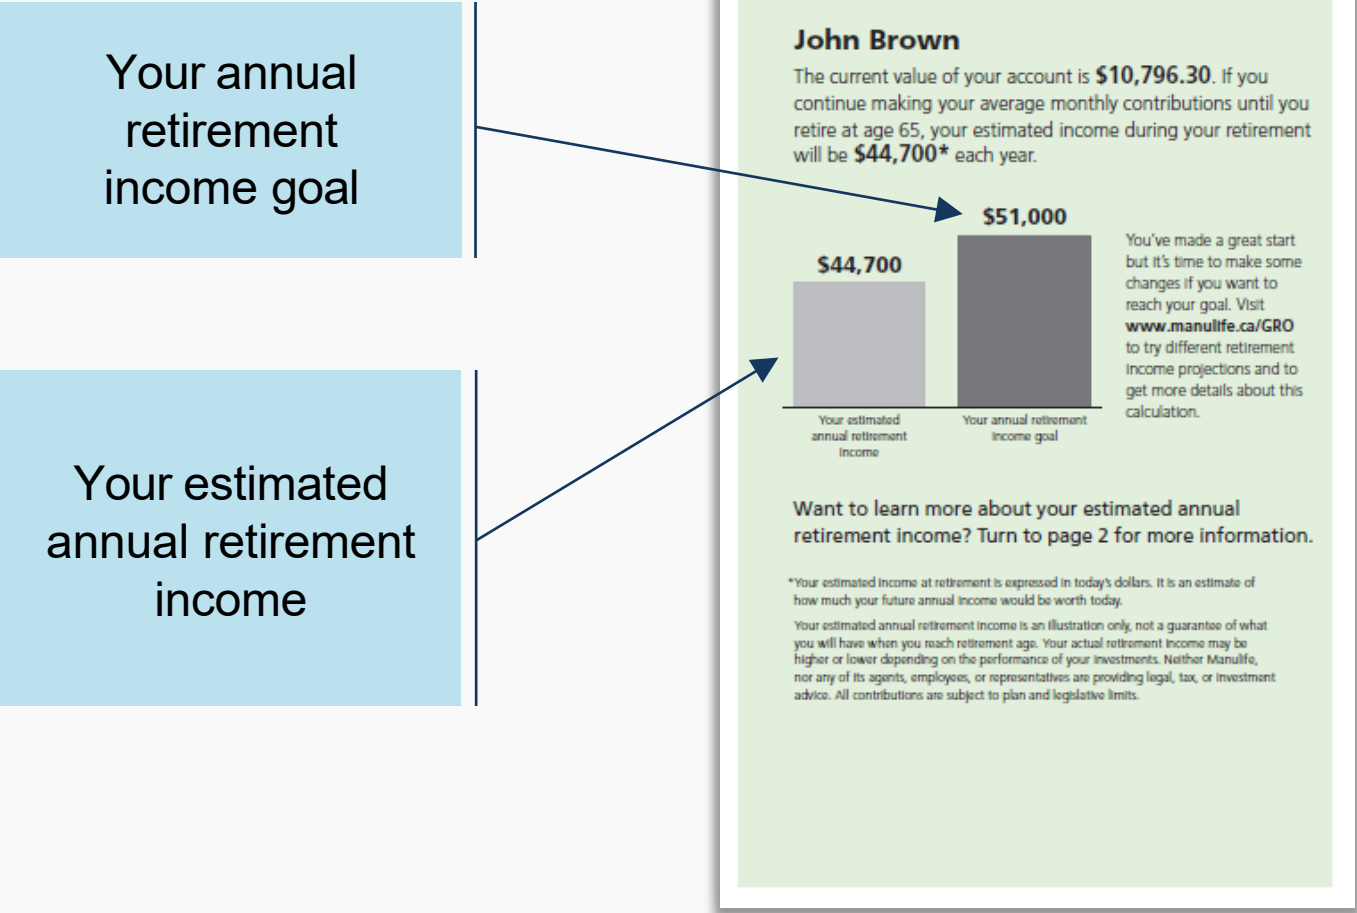 Your annual
retirement
income goal
Your estimated
annual retirement
income
John Brown
The current value of your account is $10,796.30. If you
continue making your average monthly contributions until you
retire at age 65, your estimated income during your retirement
will be $44,700* each year.
$44,700
$51,000
Your estimated
annual retirement
income
Your annual retirement
income goal
You've made a great start
but it's time to make some
changes if you want to
reach your goal. Visit
www.manulife.ca/GRO
to try different retirement
income projections and to
get more details about this
calculation.
Want to learn more about your estimated annual
retirement income? Turn to page 2 for more information.
*Your estimated income at retirement is expressed in today's dollars. It is an estimate of
how much your future annual income would be worth today.
Your estimated annual retirement income is an illustration only, not a guarantee of what
you will have when you reach retirement age. Your actual retirement income may be
higher or lower depending on the performance of your investments. Neither Manulife,
nor any of its agents, employees, or representatives are providing legal, tax, or investment
advice. All contributions are subject to plan and legislative limits.